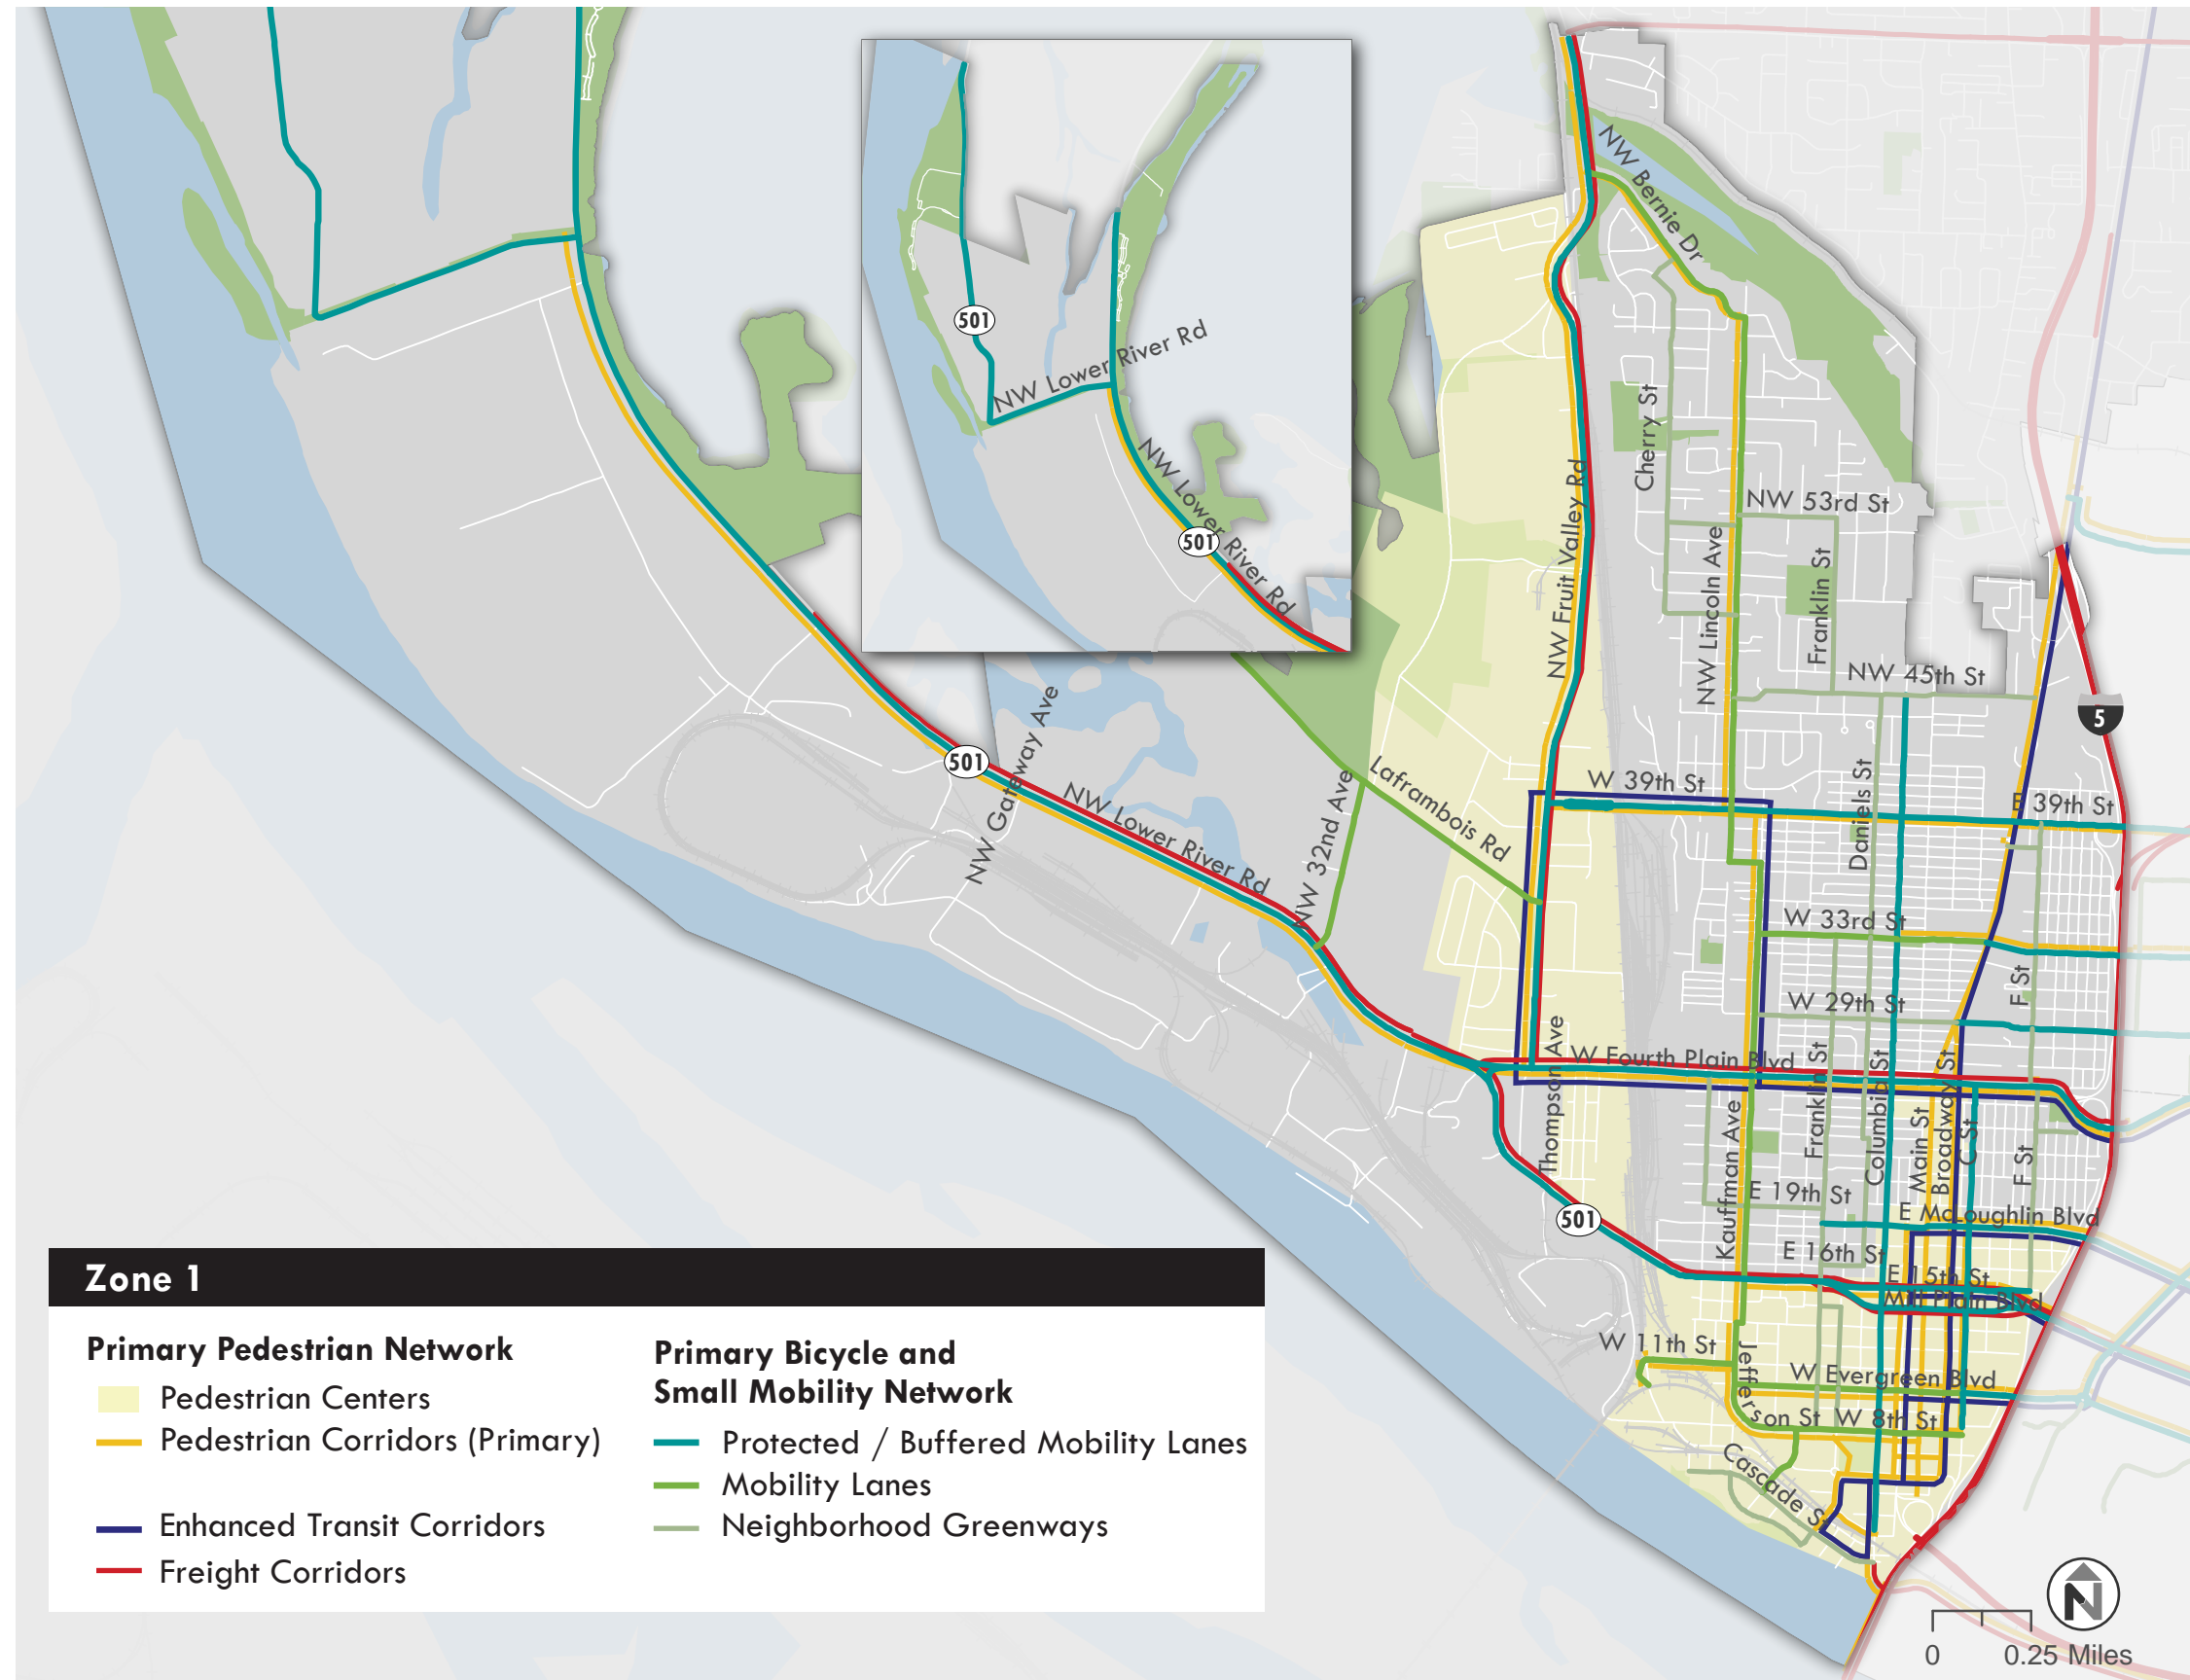 NW Bernie Dr
501
NW Lower River Rd
NW Lower River Rd
501
Cherry St
NW Fruit Valley Rd
NW 53rd St
NW Lincoln Ave
Franklin St
NW 45th St
5
501
NW Gateway Ave
NW Lower River Rd
NW 32nd Ave
Laframbois Rd
W 39th St
E 39th St
Daniels St
W 33rd St
F St
W 29th St
Thompson Ave
W Fourth Plain Blvd
Kauffman Ave
Franklin St
Columbia St
Main St
Broadway St
C St
F St
E 19th St
501
E McLoughlin Blvd
E 16th St
E 15th St
Mill Plain Blvd
W 11th St
Jefferson St
W Evergreen Blvd
W 8th St
Cascade St
Zone 1
Primary Pedestrian Network
Pedestrian Centers
Pedestrian Corridors (Primary)
Enhanced Transit Corridors
Freight Corridors
Primary Bicycle and
Small Mobility Network
Protected / Buffered Mobility Lanes
Mobility Lanes
Neighborhood Greenways
N
0 0.25 Miles